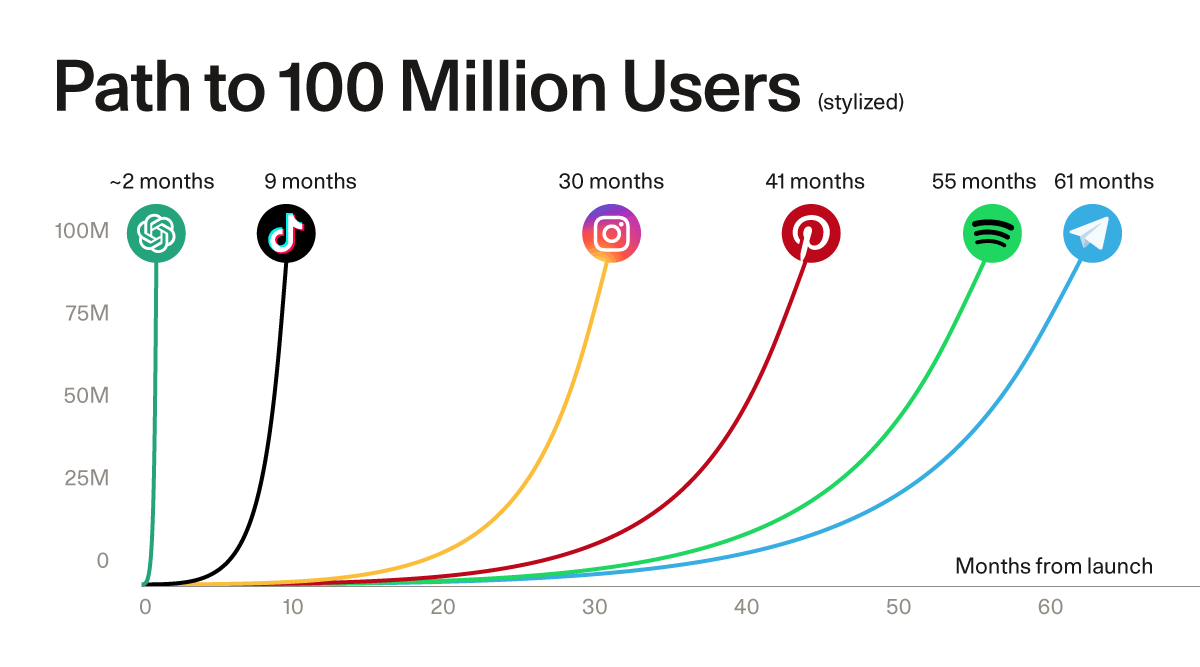 Path to 100 Million Users (stylized)
~2 months 9 months 30 months 41 months 55 months 61 months
100M
75M
50M
25M
0
Months from launch
0 10 20 30 40 50 60